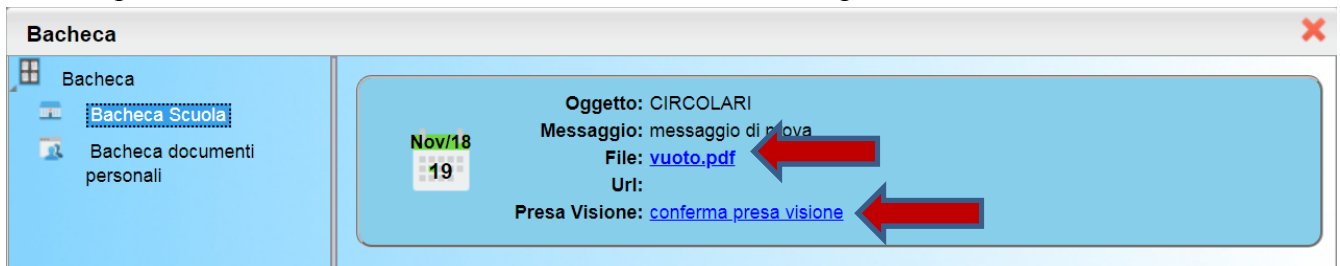 Bacheca
Bacheca
Bacheca Scuola
Bacheca documenti
personali
Nov/18
19
Oggetto: CIRCOLARI
Messaggio: messaggio di
File: vuoto.pdf
Url:
Presa Visione: conferma presa visione